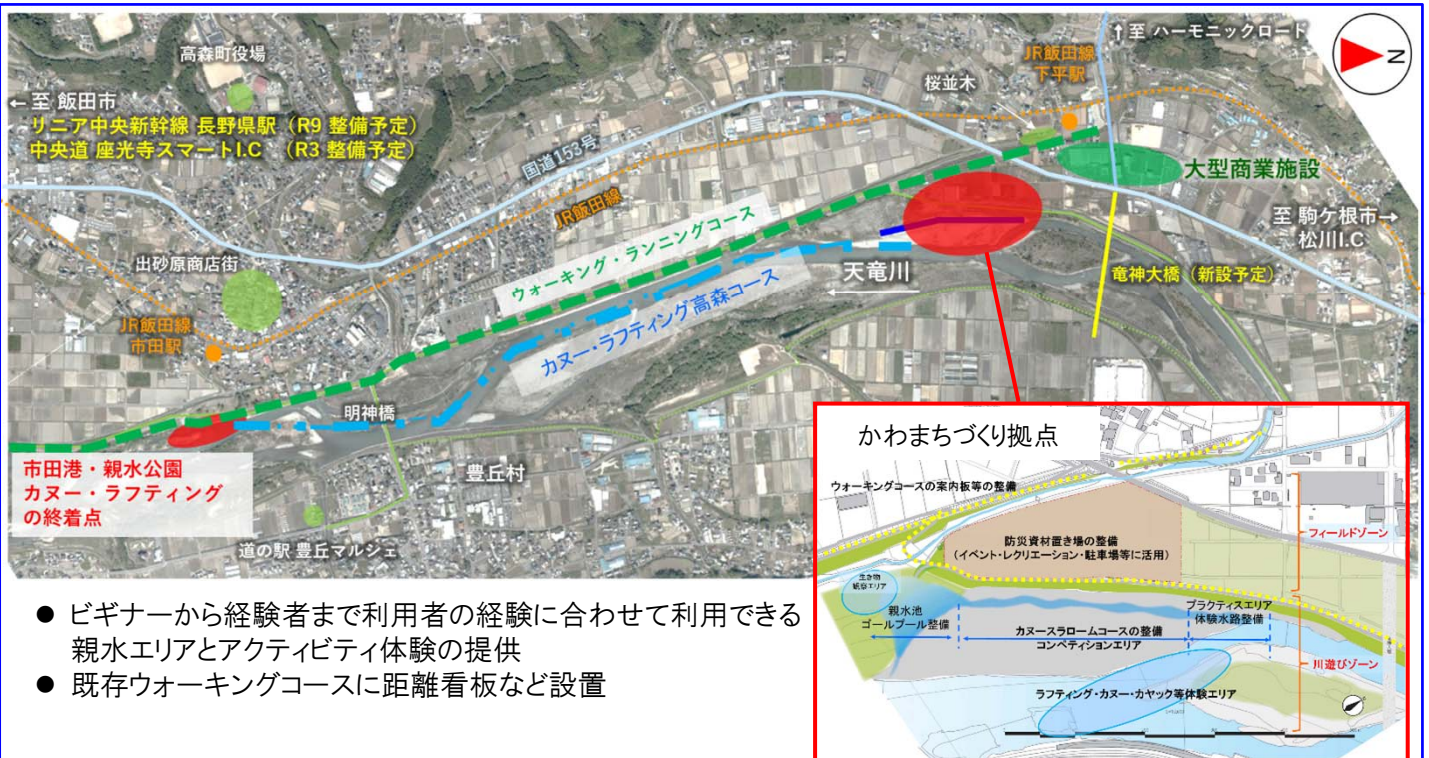 高森町役場
←至 飯田市
リニア中央新幹線 長野県駅（R9 整備予定）
中央道 座光寺スマートI.C （R3 整備予定）
国道153号
JR飯田線
桜並木
JR飯田線
下平駅
↑至 ハーモニックロード
N
大型商業施設
至 駒ケ根市→
松川I.C
竜神大橋（新設予定）
天竜川
ウォーキング・ランニングコース
カヌー・ラフティング高森コース
出砂原商店街
JR飯田線
市田駅
明神橋
豊丘村
道の駅 豊丘マルシェ
市田港・親水公園
カヌー・ラフティング
の終着点
かわまちづくり拠点
ウォーキングコースの案内板等の整備
防災資材置き場の整備
（イベント・レクリエーション・駐車場等に活用）
フィールドゾーン
生き物
観察エリア
親水池
ゴールプール整備
カヌースラロームコースの整備
コンペティションエリア
プラクティスエリア
体験水路整備
川遊びゾーン
ラフティング・カヌー・カヤック等体験エリア
● ビギナーから経験者まで利用者の経験に合わせて利用できる
親水エリアとアクティビティ体験の提供
● 既存ウォーキングコースに距離看板など設置